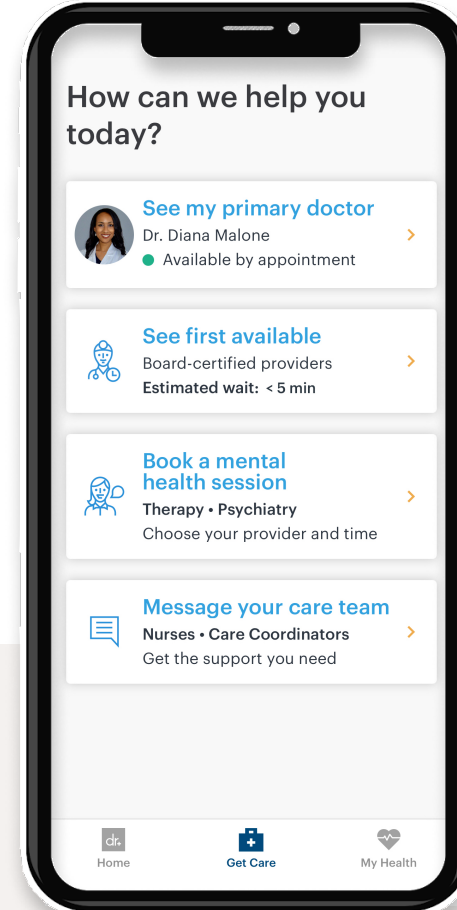 How can we help you
today?
See my primary doctor
Dr. Diana Malone
Available by appointment
See first available
Board-certified providers
Estimated wait: < 5 min
Book a mental
health session
Therapy • Psychiatry
Choose your provider and time
Message your care team
Nurses • Care Coordinators
Get the support you need
dr+
Home
Get Care
My Health